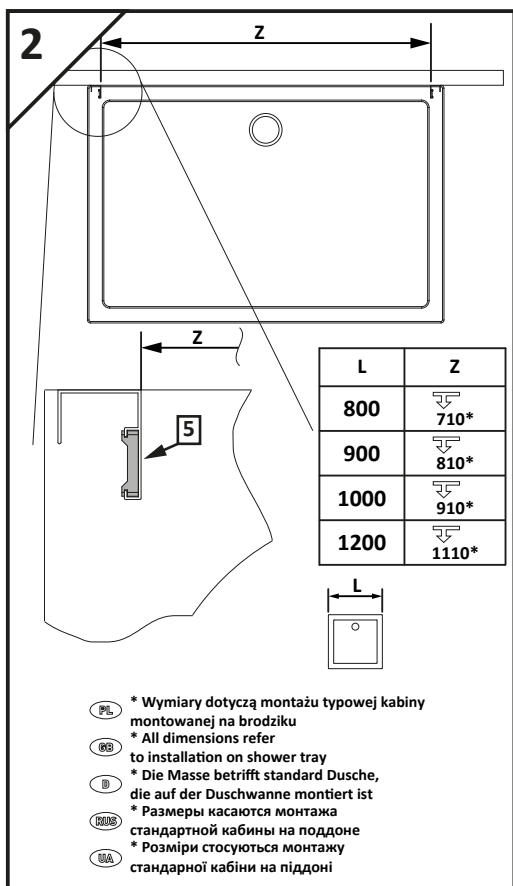 2
Z
Z
5
L Z
800 710*
900 810*
1000 910*
1200 1110*
L
PL * Wymiary dotyczą montażu typowej kabiny
montowanej na brodziku
GB * All dimensions refer
to installation on shower tray
D * Die Masse betrifft standard Dusche,
die auf der Duschwanne montiert ist
RUS * Размеры касаются монтажа
стандартной кабины на поддоне
UA * Розміри стосуються монтажу
стандарної кабіни на піддоні